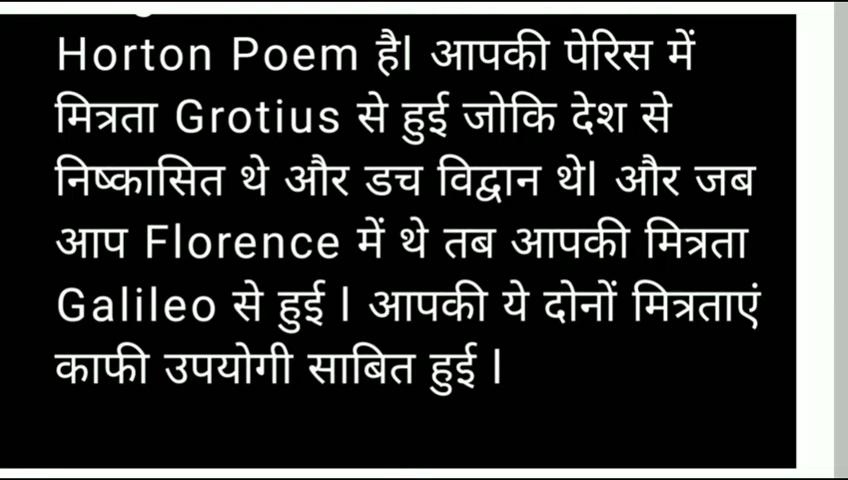 Horton Poem है। आपकी पेरिस में
मित्रता Grotius से हुई जोकि देश से
निष्कासित थे और डच विद्वान थे। और जब
आप Florence में थे तब आपकी मित्रता
Galileo से हुई । आपकी ये दोनों मित्रताएं
काफी उपयोगी साबित हुई ।